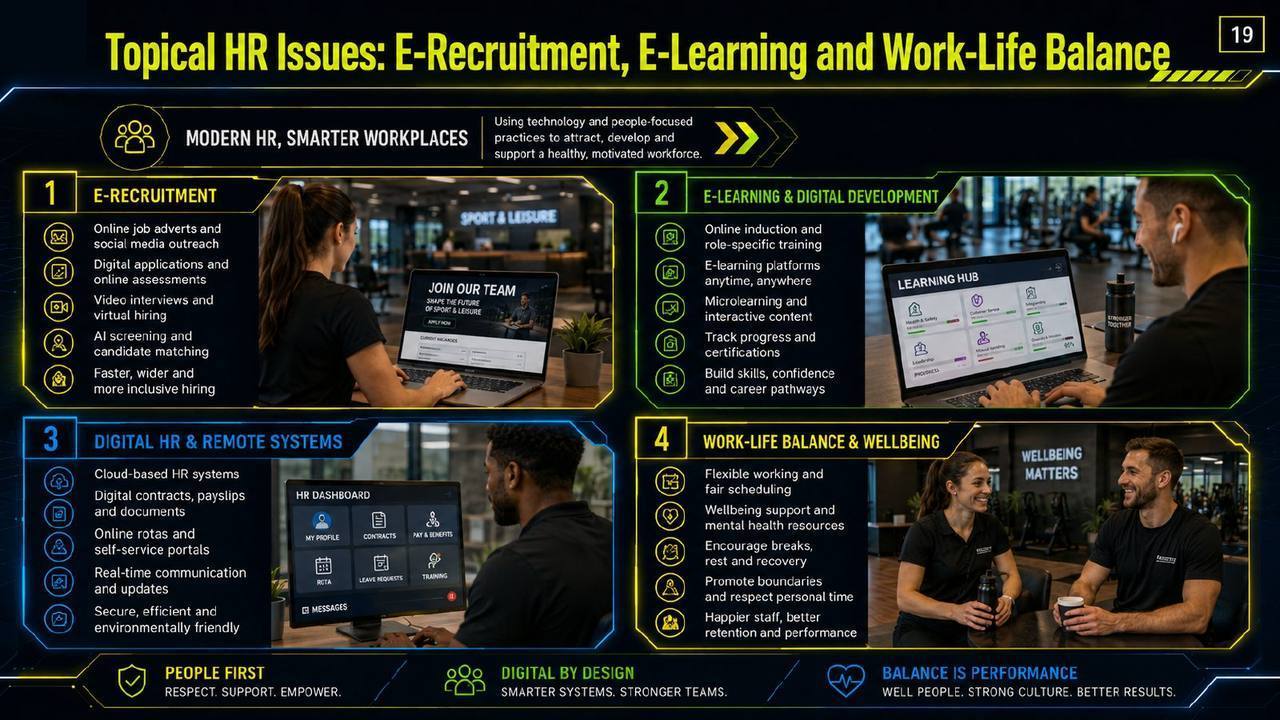 Topical HR Issues: E-Recruitment, E-Learning and Work-Life Balance
19
MODERN HR, SMARTER WORKPLACES
Using technology and people-focused
practices to attract, develop and
support a healthy, motivated workforce.
1
E-RECRUITMENT
Online job adverts and
social media outreach
Digital applications and
online assessments
Video interviews and
virtual hiring
AI screening and
candidate matching
Faster, wider and
more inclusive hiring
SPORT & LEISURE
JOIN OUR TEAM
SHAPE THE FUTURE
OF SPORT & LEISURE
APPLY NOW
CURRENT VACANCIES
2
E-LEARNING & DIGITAL DEVELOPMENT
Online induction and
role-specific training
E-learning platforms
anytime, anywhere
Microlearning and
interactive content
Track progress and
certifications
Build skills, confidence
and career pathways
LEARNING HUB
Health & Safety
Customer Service
Safeguarding
Leadership
Manual Handling
STRONGER
TOGETHER
3
DIGITAL HR & REMOTE SYSTEMS
Cloud-based HR systems
Digital contracts, payslips
and documents
Online rotas and
self-service portals
Real-time communication
and updates
Secure, efficient and
environmentally friendly
HR DASHBOARD
MY PROFILE
CONTRACTS
PAY & BENEFITS
ROTA
LEAVE REQUESTS
TRAINING
MESSAGES
4
WORK-LIFE BALANCE & WELLBEING
Flexible working and
fair scheduling
Wellbeing support and
mental health resources
Encourage breaks,
rest and recovery
Promote boundaries
and respect personal time
Happier staff, better
retention and performance
WELLBEING
MATTERS
PEOPLE FIRST
RESPECT. SUPPORT. EMPOWER.
DIGITAL BY DESIGN
SMARTER SYSTEMS. STRONGER TEAMS.
BALANCE IS PERFORMANCE
WELL PEOPLE. STRONG CULTURE. BETTER RESULTS.